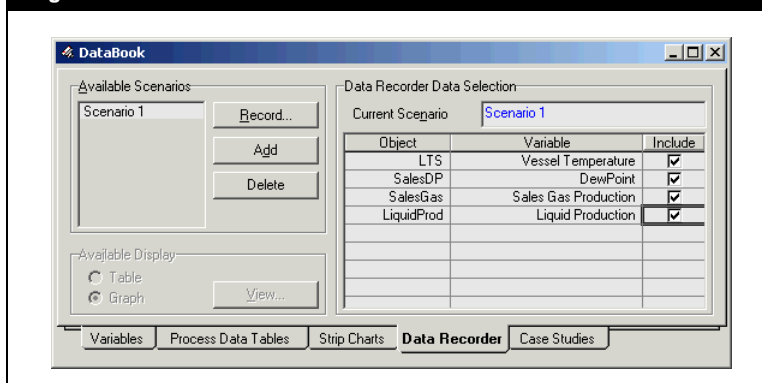 DataBook
Available Scenarios
Scenario 1
Record...
Add
Delete
Available Display
Table
Graph
View...
Data Recorder Data Selection
Current Scenario Scenario 1
Object Variable Include
LTS Vessel Temperature
SalesDP DewPoint
SalesGas Sales Gas Production
LiquidProd Liquid Production
Variables Process Data Tables Strip Charts Data Recorder Case Studies